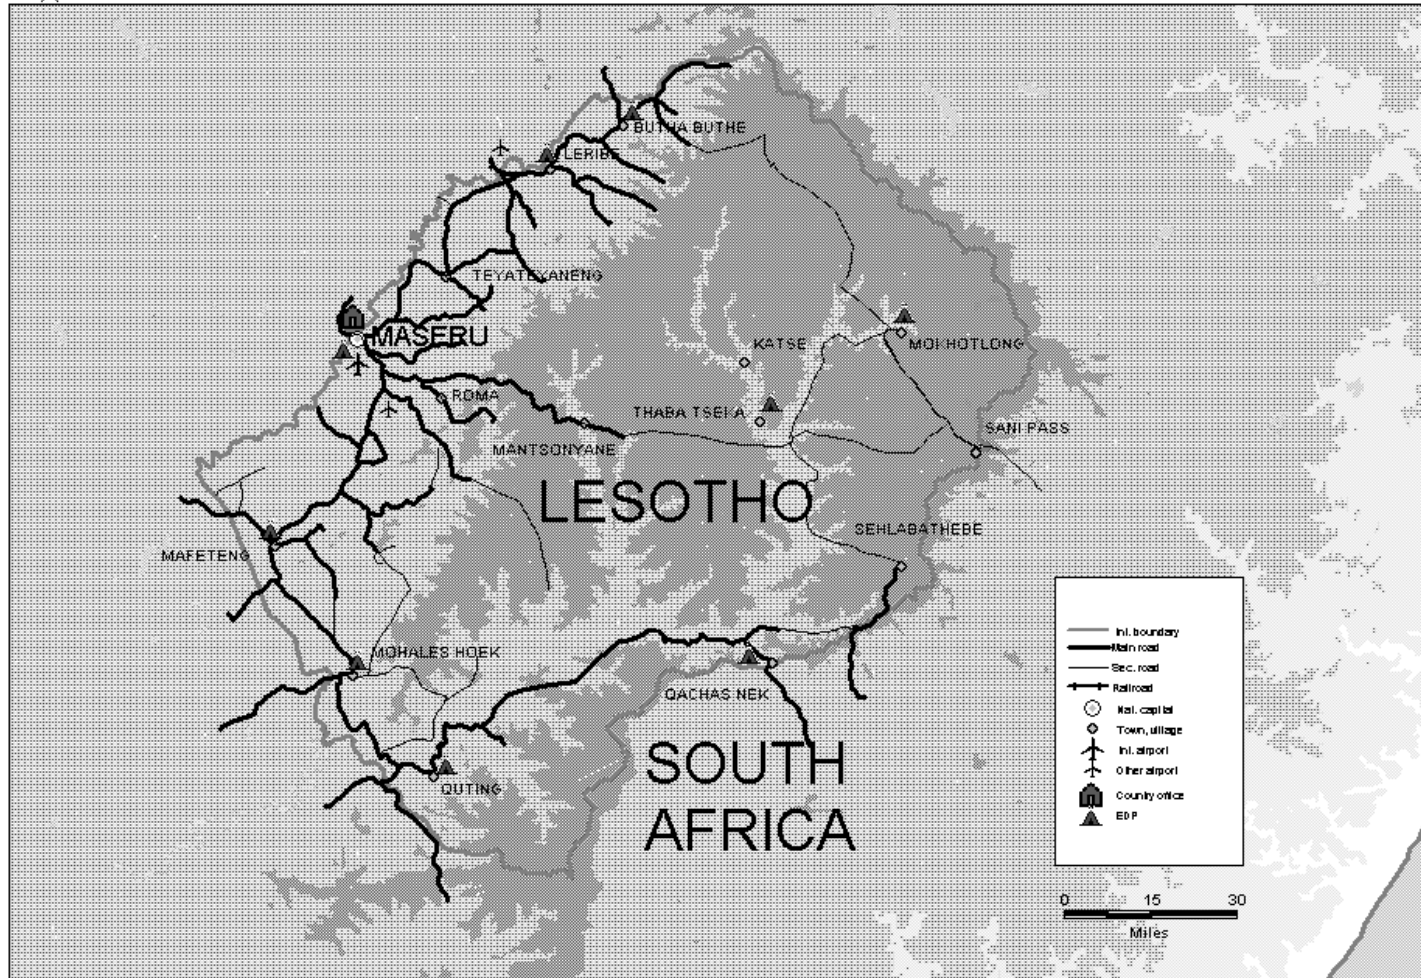 BUTHA BUTHE
LERIBE
TEYATEYANENG
MASERU
KATSE
MOKHOTLONG
ROMA
THABA TSEKA
SANI PASS
MANTSONYANE
LESOTHO
SEHLABATHEBE
MAFETENG
MOHALES HOEK
QACHAS NEK
SOUTH
AFRICA
QUTING
Int. boundary
Main road
Sec. road
Railroad
Nat. capital
Town, village
Int. airport
Other airport
Country office
EDP
0 15 30
Miles